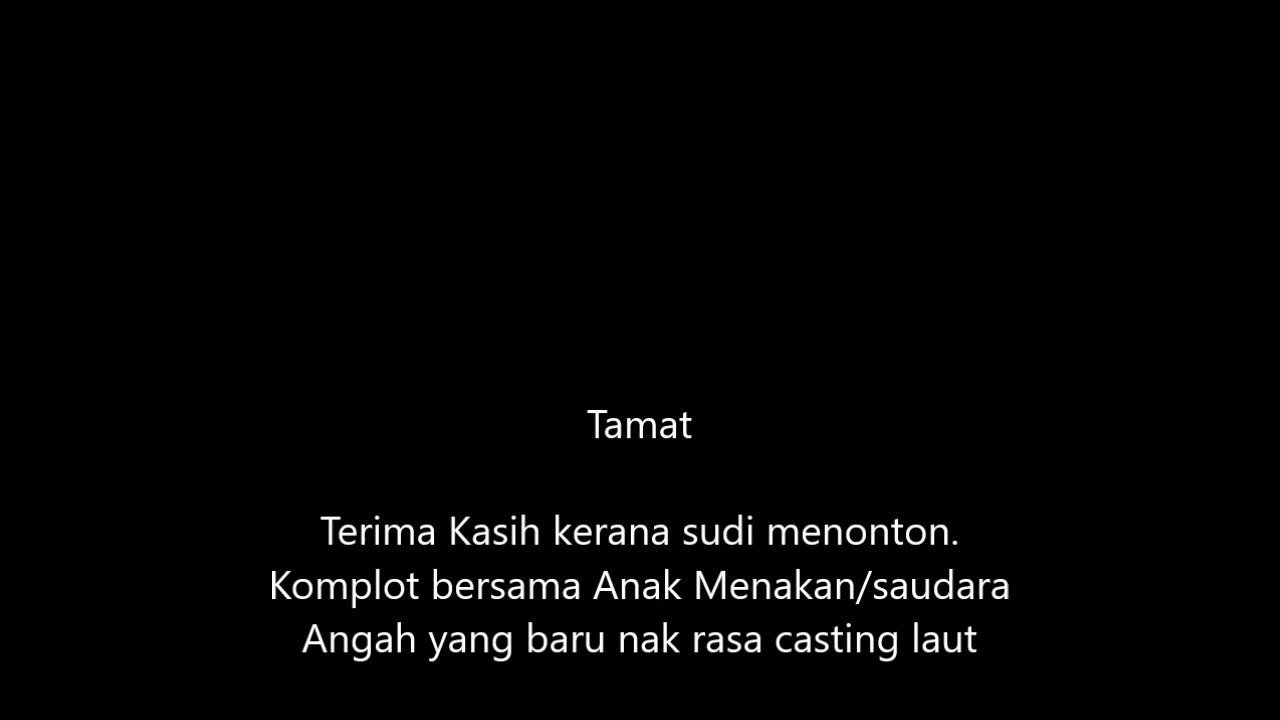 Tamat
Terima Kasih kerana sudi menonton.
Komplot bersama Anak Menakan/saudara
Angah yang baru nak rasa casting laut